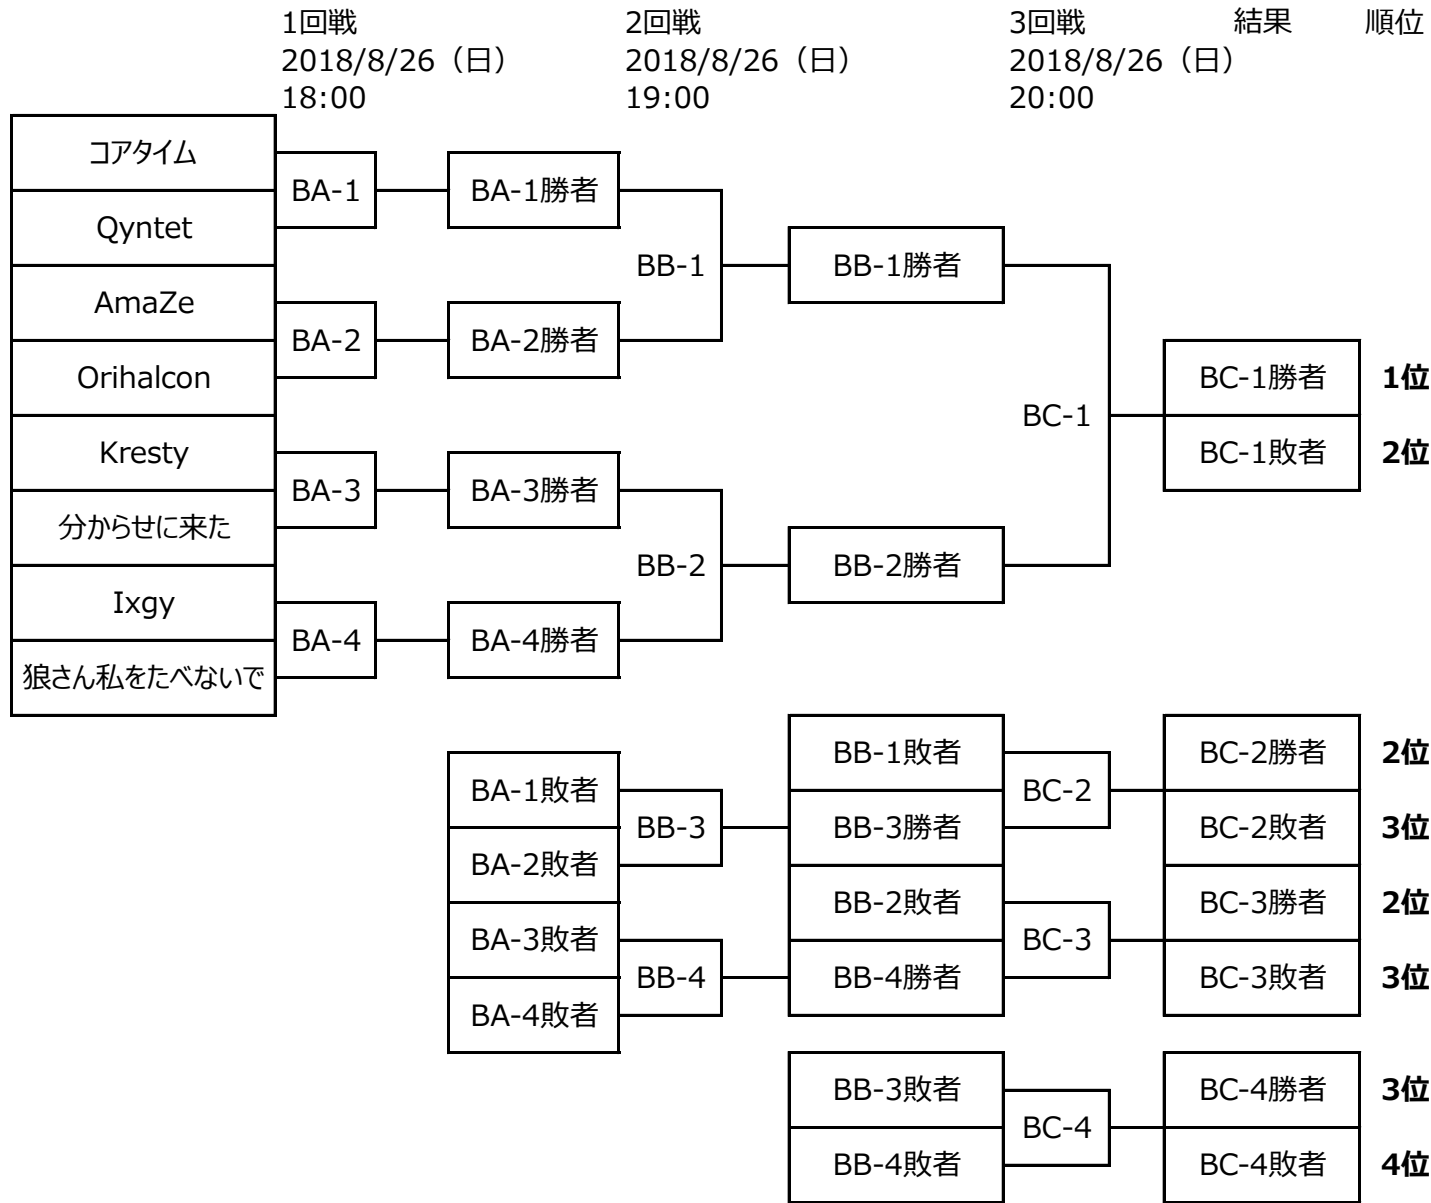 1回戦
2018/8/26（日）
18:00
2回戦
2018/8/26（日）
19:00
3回戦
2018/8/26（日）
20:00
結果
順位
コアタイム
Qyntet
AmaZe
Orihalcon
Kresty
分からせに来た
Ixgy
狼さん私をたべないで
BA-1
BA-2
BA-3
BA-4
BA-1勝者
BA-2勝者
BA-3勝者
BA-4勝者
BB-1
BB-2
BB-1勝者
BB-2勝者
BC-1
BC-1勝者
1位
BC-1敗者
2位
BA-1敗者
BA-2敗者
BA-3敗者
BA-4敗者
BB-3
BB-4
BB-1敗者
BB-3勝者
BB-2敗者
BB-4勝者
BC-2
BC-3
BC-2勝者
2位
BC-2敗者
3位
BC-3勝者
2位
BC-3敗者
3位
BB-3敗者
BB-4敗者
BC-4
BC-4勝者
3位
BC-4敗者
4位